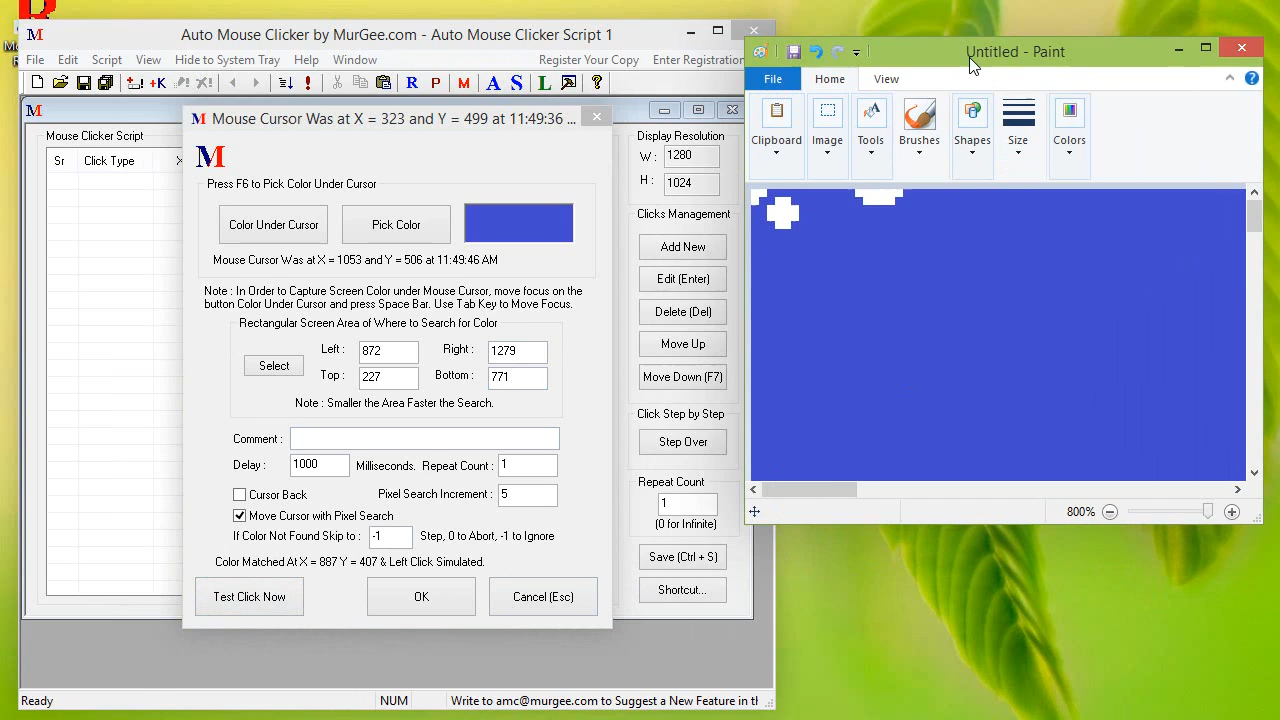 Auto Mouse Clicker by MurGee.com - Auto Mouse Clicker Script 1
File Edit Script View Hide to System Tray Help Window Register Your Copy Enter Registration
+K R P M A S L
Mouse Clicker Script
Sr Click Type X
Mouse Cursor Was at X = 323 and Y = 499 at 11:49:36 ...
M
Press F6 to Pick Color Under Cursor
Color Under Cursor
Pick Color
Mouse Cursor Was at X = 1053 and Y = 506 at 11:49:46 AM
Note : In Order to Capture Screen Color under Mouse Cursor, move focus on the
button Color Under Cursor and press Space Bar. Use Tab Key to Move Focus.
Rectangular Screen Area of Where to Search for Color
Select
Left : 872 Right : 1279
Top : 227 Bottom : 771
Note : Smaller the Area Faster the Search.
Comment :
Delay : 1000 Milliseconds. Repeat Count : 1
Cursor Back Pixel Search Increment : 5
Move Cursor with Pixel Search
If Color Not Found Skip to : -1 Step, 0 to Abort, -1 to Ignore
Color Matched At X = 887 Y = 407 & Left Click Simulated.
Test Click Now
OK
Cancel (Esc)
Display Resolution
W : 1280
H : 1024
Clicks Management
Add New
Edit (Enter)
Delete (Del)
Move Up
Move Down (F7)
Click Step by Step
Step Over
Repeat Count
1
(0 for Infinite)
Save (Ctrl + S)
Shortcut...
Ready NUM Write to amc@murgee.com to Suggest a New Feature in th
Untitled - Paint
File Home View
Clipboard Image Tools Brushes Shapes Size Colors
800%